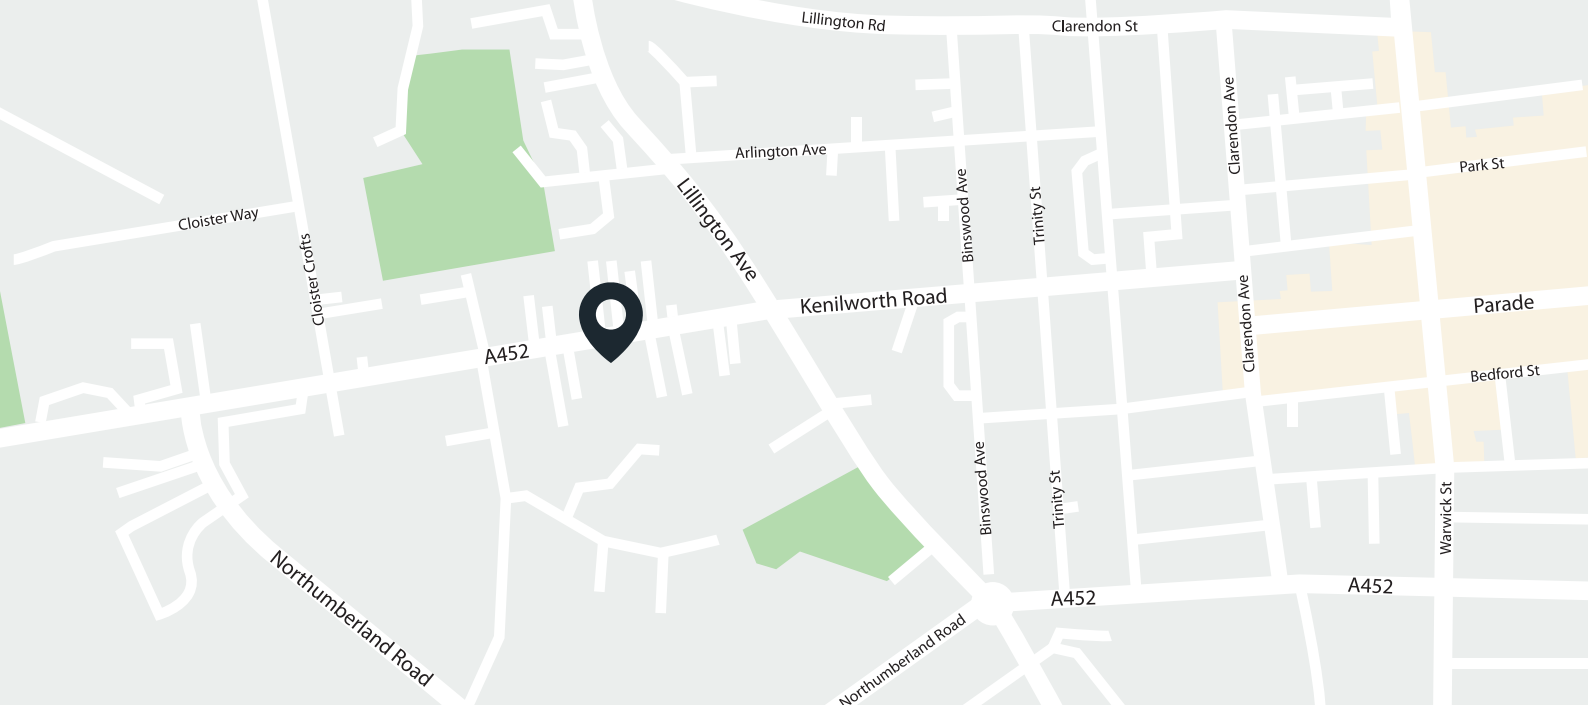 Lillington Rd
Clarendon St
Clarendon Ave
Arlington Ave
Park St
Binswood Ave
Trinity St
Lillington Ave
Cloister Way
Cloister Crofts
Kenilworth Road
Parade
Clarendon Ave
A452
Bedford St
Binswood Ave
Trinity St
Warwick St
Northumberland Road
A452
A452
Northumberland Road